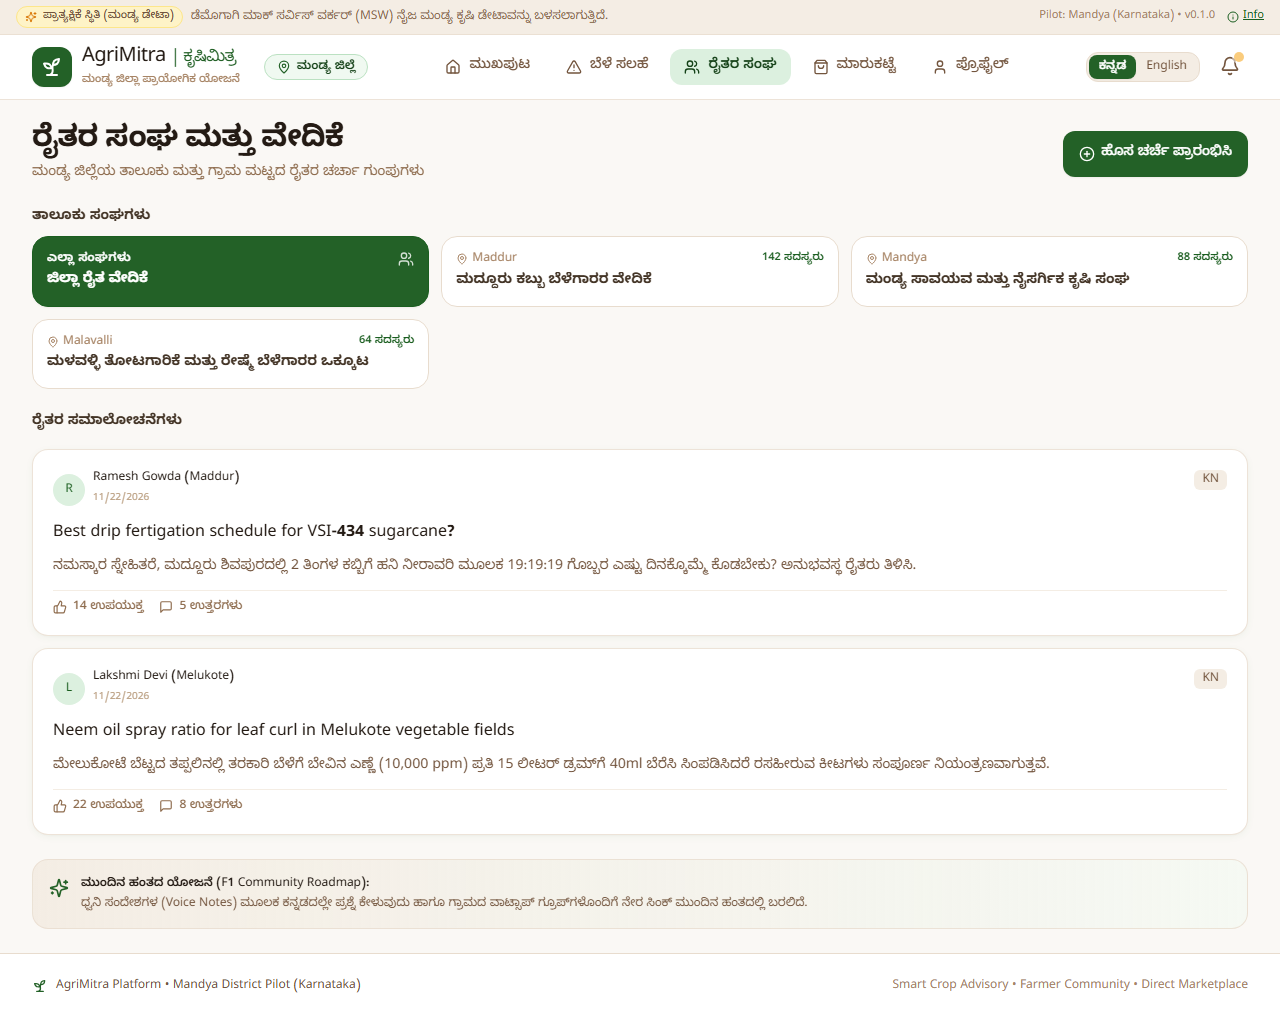 ಪ್ರಾತ್ಯಕ್ಷಿಕೆ ಸ್ಥಿತಿ (ಮಂಡ್ಯ ಡೇಟಾ) ಡೆಮೊಗಾಗಿ ಮಾಕ್ ಸರ್ವಿಸ್ ವರ್ಕರ್ (MSW) ನೈಜ ಮಂಡ್ಯ ಕೃಷಿ ಡೇಟಾವನ್ನು ಬಳಸಲಾಗುತ್ತಿದೆ. Pilot: Mandya (Karnataka) • v0.1.0 Info
AgriMitra | ಕೃಷಿಮಿತ್ರ
ಮಂಡ್ಯ ಜಿಲ್ಲಾ ಪ್ರಾಯೋಗಿಕ ಯೋಜನೆ
ಮಂಡ್ಯ ಜಿಲ್ಲೆ ಮುಖಪುಟ ಬೆಳೆ ಸಲಹೆ ರೈತರ ಸಂಘ ಮಾರುಕಟ್ಟೆ ಪ್ರೊಫೈಲ್ ಕನ್ನಡ English
ರೈತರ ಸಂಘ ಮತ್ತು ವೇದಿಕೆ
ಮಂಡ್ಯ ಜಿಲ್ಲೆಯ ತಾಲೂಕು ಮತ್ತು ಗ್ರಾಮ ಮಟ್ಟದ ರೈತರ ಚರ್ಚಾ ಗುಂಪುಗಳು
ಹೊಸ ಚರ್ಚೆ ಪ್ರಾರಂಭಿಸಿ
ತಾಲೂಕು ಸಂಘಗಳು
ಎಲ್ಲಾ ಸಂಘಗಳು
ಜಿಲ್ಲಾ ರೈತ ವೇದಿಕೆ
Maddur 142 ಸದಸ್ಯರು
ಮದ್ದೂರು ಕಬ್ಬು ಬೆಳೆಗಾರರ ವೇದಿಕೆ
Mandya 88 ಸದಸ್ಯರು
ಮಂಡ್ಯ ಸಾವಯವ ಮತ್ತು ನೈಸರ್ಗಿಕ ಕೃಷಿ ಸಂಘ
Malavalli 64 ಸದಸ್ಯರು
ಮಳವಳ್ಳಿ ತೋಟಗಾರಿಕೆ ಮತ್ತು ರೇಷ್ಮೆ ಬೆಳೆಗಾರರ ಒಕ್ಕೂಟ
ರೈತರ ಸಮಾಲೋಚನೆಗಳು
R Ramesh Gowda (Maddur) KN
11/22/2026
Best drip fertigation schedule for VSI-434 sugarcane?
ನಮಸ್ಕಾರ ಸ್ನೇಹಿತರೆ, ಮದ್ದೂರು ಶಿವಪುರದಲ್ಲಿ 2 ತಿಂಗಳ ಕಬ್ಬಿಗೆ ಹನಿ ನೀರಾವರಿ ಮೂಲಕ 19:19:19 ಗೊಬ್ಬರ ಎಷ್ಟು ದಿನಕ್ಕೊಮ್ಮೆ ಕೊಡಬೇಕು? ಅನುಭವಸ್ಥ ರೈತರು ತಿಳಿಸಿ.
14 ಉಪಯುಕ್ತ 5 ಉತ್ತರಗಳು
L Lakshmi Devi (Melukote) KN
11/22/2026
Neem oil spray ratio for leaf curl in Melukote vegetable fields
ಮೇಲುಕೋಟೆ ಬೆಟ್ಟದ ತಪ್ಪಲಿನಲ್ಲಿ ತರಕಾರಿ ಬೆಳೆಗೆ ಬೇವಿನ ಎಣ್ಣೆ (10,000 ppm) ಪ್ರತಿ 15 ಲೀಟರ್ ಡ್ರಮ್‌ಗೆ 40ml ಬೆರೆಸಿ ಸಿಂಪಡಿಸಿದರೆ ರಸಹೀರುವ ಕೀಟಗಳು ಸಂಪೂರ್ಣ ನಿಯಂತ್ರಣವಾಗುತ್ತವೆ.
22 ಉಪಯುಕ್ತ 8 ಉತ್ತರಗಳು
ಮುಂದಿನ ಹಂತದ ಯೋಜನೆ (F1 Community Roadmap):
ಧ್ವನಿ ಸಂದೇಶಗಳ (Voice Notes) ಮೂಲಕ ಕನ್ನಡದಲ್ಲೇ ಪ್ರಶ್ನೆ ಕೇಳುವುದು ಹಾಗೂ ಗ್ರಾಮದ ವಾಟ್ಸಾಪ್ ಗ್ರೂಪ್‌ಗಳೊಂದಿಗೆ ನೇರ ಸಿಂಕ್ ಮುಂದಿನ ಹಂತದಲ್ಲಿ ಬರಲಿದೆ.
AgriMitra Platform • Mandya District Pilot (Karnataka) Smart Crop Advisory • Farmer Community • Direct Marketplace